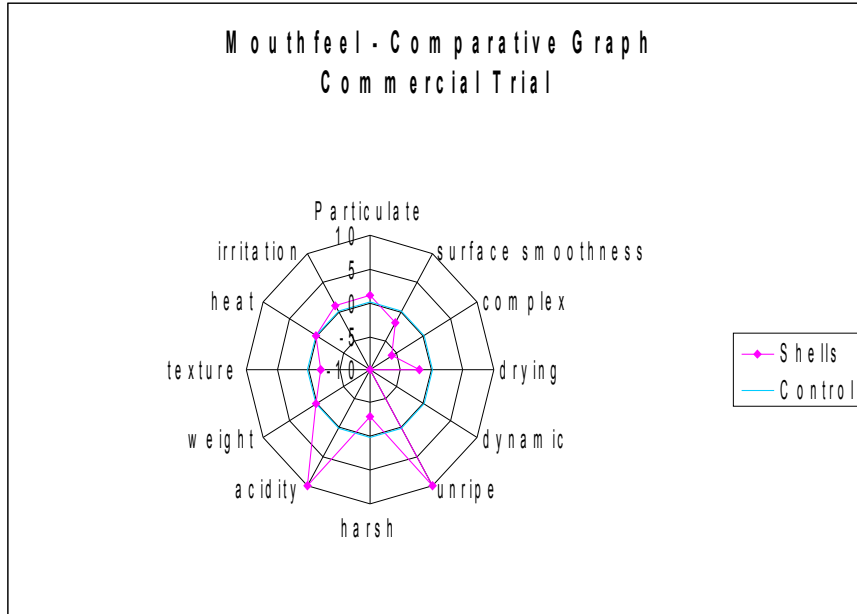 Mouthfeel - Comparative Graph
Commercial Trial
Particulate
10
irritation
surface smoothness
5
heat
complex
0
-5
texture
-10
drying
weight
dynamic
acidity
unripe
harsh
Shells
Control